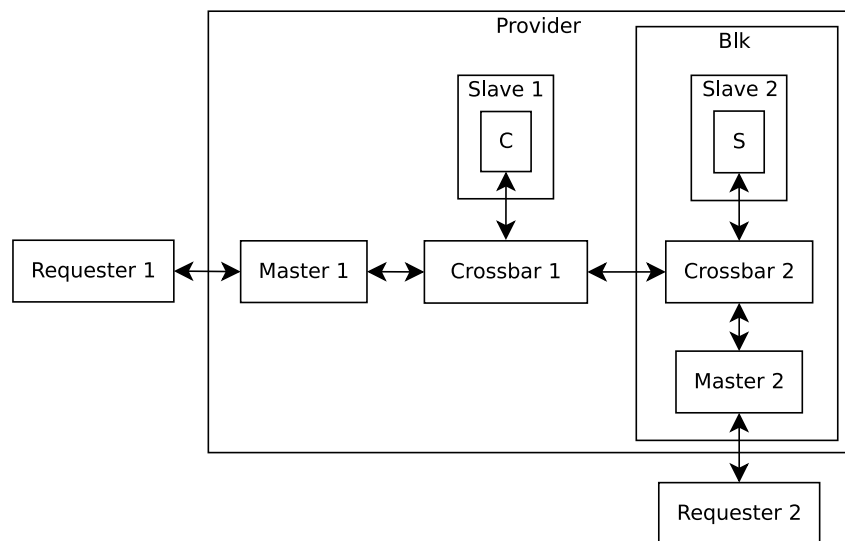 Provider
Blk
Slave 1
Slave 2
C
S
Requester 1
Master 1
Crossbar 1
Crossbar 2
Master 2
Requester 2